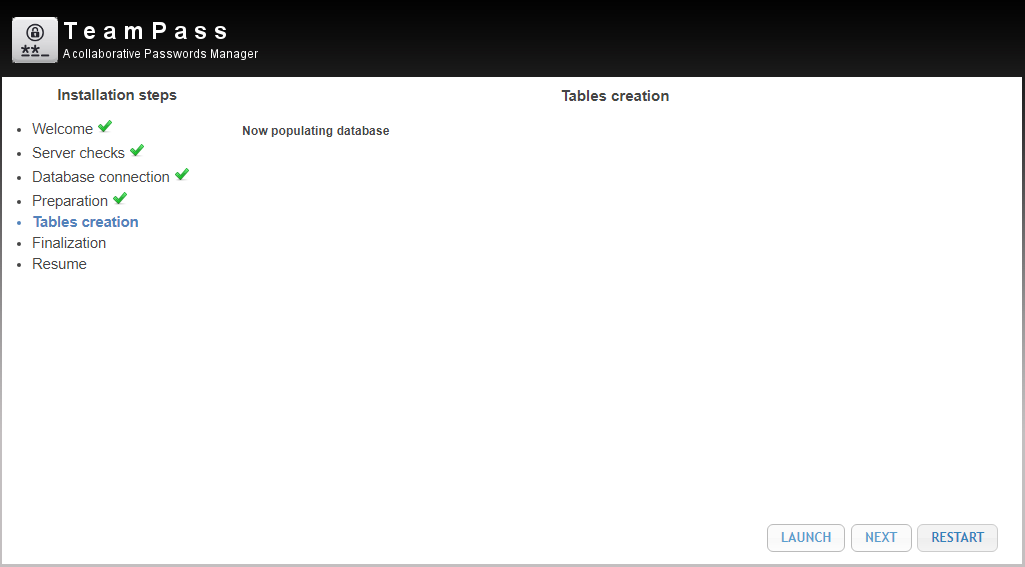 TeamPass
A collaborative Passwords Manager
Installation steps
Welcome
Server checks
Database connection
Preparation
Tables creation
Finalization
Resume
Tables creation
Now populating database
LAUNCH
NEXT
RESTART